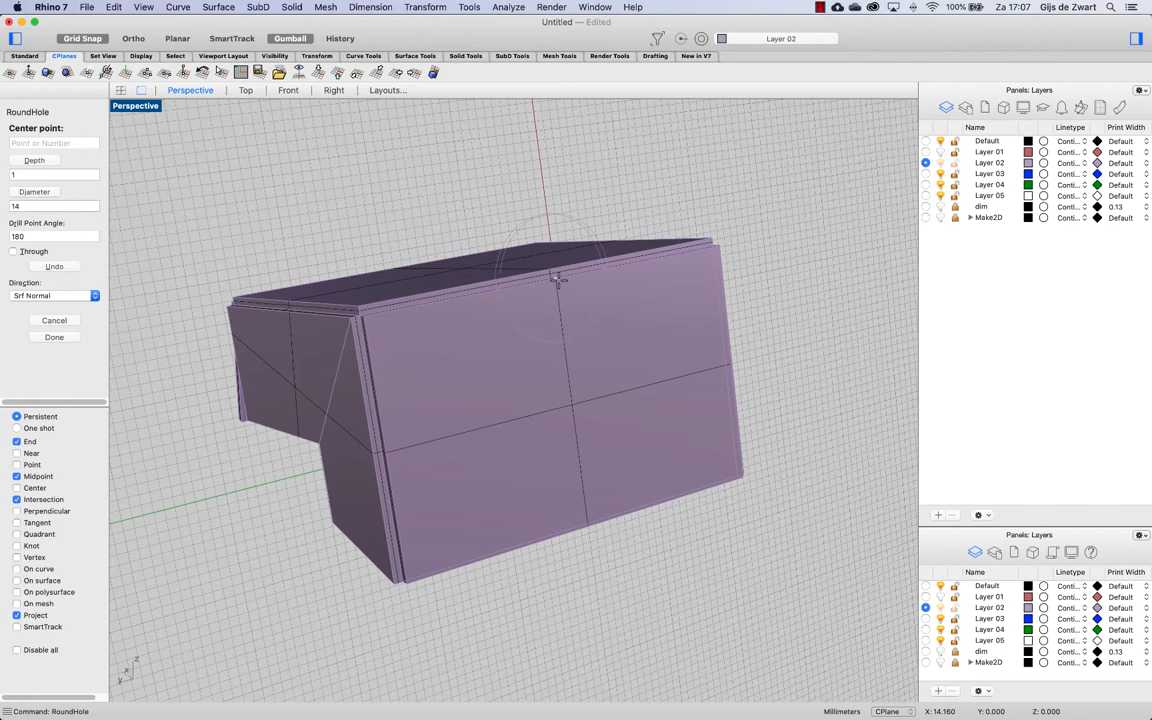 Rhino 7 File Edit View Curve Surface SubD Solid Mesh Dimension Transform Tools Analyze Render Window Help 100% Za 17:07 Gijs de Zwart
Untitled — Edited
Grid Snap Ortho Planar SmartTrack Gumball History Layer 02
Standard CPlanes Set View Display Select Viewport Layout Visibility Transform Curve Tools Surface Tools Solid Tools SubD Tools Mesh Tools Render Tools Drafting New in V7
Perspective Top Front Right Layouts...
Perspective
RoundHole
Center point:
Point or Number
Depth
1
Diameter
14
Drill Point Angle:
180
Through
Undo
Direction:
Srf Normal
Cancel
Done
Persistent
One shot
End
Near
Point
Midpoint
Center
Intersection
Perpendicular
Tangent
Quadrant
Knot
Vertex
On curve
On surface
On polysurface
On mesh
Project
SmartTrack
Disable all
z
x
y
Panels: Layers
Name Linetype Print Width
Default Conti... Default
Layer 01 Conti... Default
Layer 02 Conti... Default
Layer 03 Conti... Default
Layer 04 Conti... Default
Layer 05 Conti... Default
dim Conti... 0.13
Make2D Conti... Default
Panels: Layers
Name Linetype Print Width
Default Conti... Default
Layer 01 Conti... Default
Layer 02 Conti... Default
Layer 03 Conti... Default
Layer 04 Conti... Default
Layer 05 Conti... Default
dim Conti... 0.13
Make2D Conti... Default
Command: RoundHole Millimeters CPlane X: 14.160 Y: 0.000 Z: 0.000